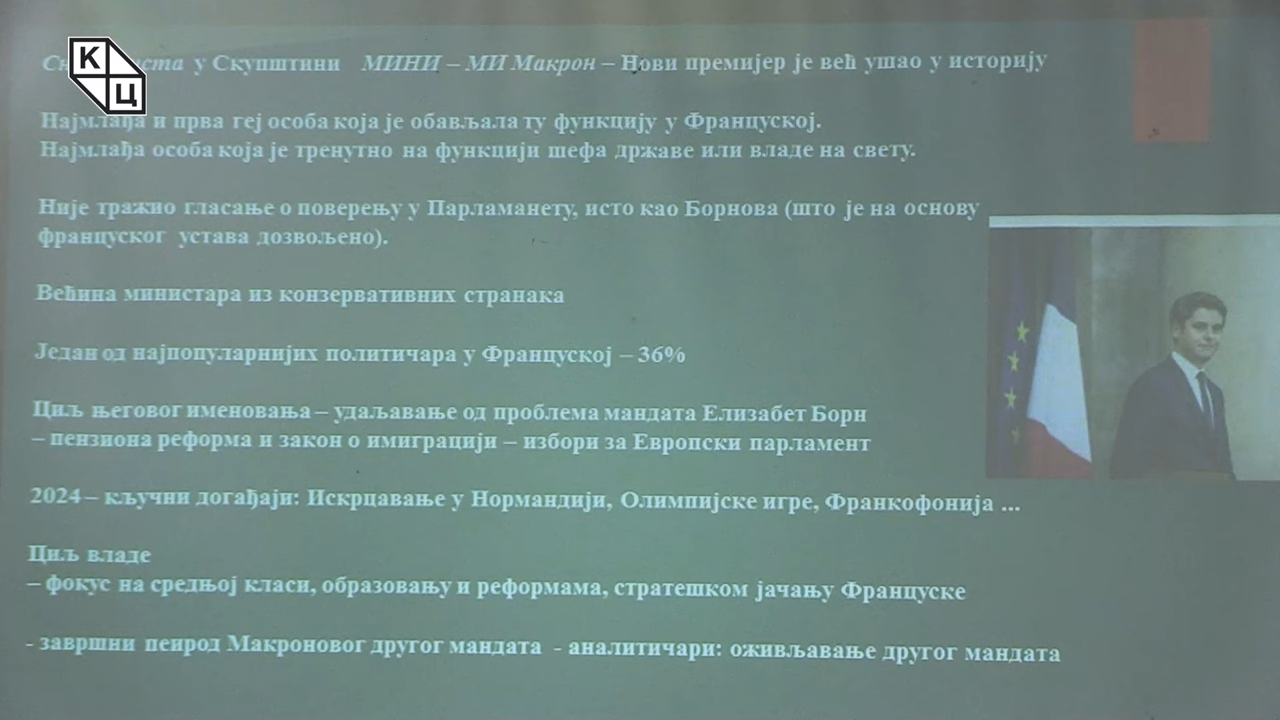 К
Ц
у Скупштини МИНИ – МИ Макрон – Нови премијер је већ ушао у историју
Најмлађа и прва геј особа која је обављала ту функцију у Француској.
Најмлађа особа која је тренутно на функцији шефа државе или владе на свету.
Није тражио гласање о поверењу у Парламанету, исто као Борнова (што је на основу
француског устава дозвољено).
Већина министара из конзервативних странака
Један од најпопуларнијих политичара у Француској – 36%
Циљ његовог именовања – удаљавање од проблема мандата Елизабет Борн
– пензиона реформа и закон о имиграцији – избори за Европски парламент
2024 – кључни догађаји: Искрцавање у Нормандији, Олимпијске игре, Франкофонија ...
Циљ владе
– фокус на средњој класи, образовању и реформама, стратешком јачању Француске
- завршни пеирод Макроновог другог мандата - аналитичари: оживљавање другог мандата